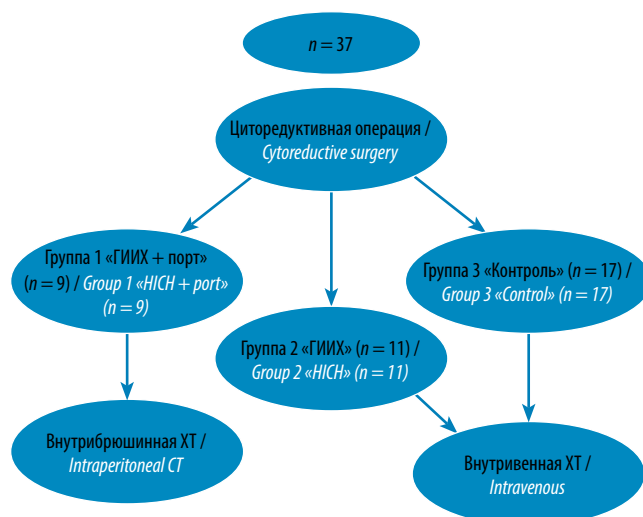 n = 37
Циторедуктивная операция /
Cytoreductive surgery
Группа 1 «ГИИХ + порт»
(n = 9) / Group 1 «HICH + port»
(n = 9)
Группа 3 «Контроль» (n = 17) /
Group 3 «Control» (n = 17)
Группа 2 «ГИИХ» (n = 11) /
Group 2 «HICH» (n = 11)
Внутрибрюшинная ХТ /
Intraperitoneal CT
Внутривенная ХТ /
Intravenous